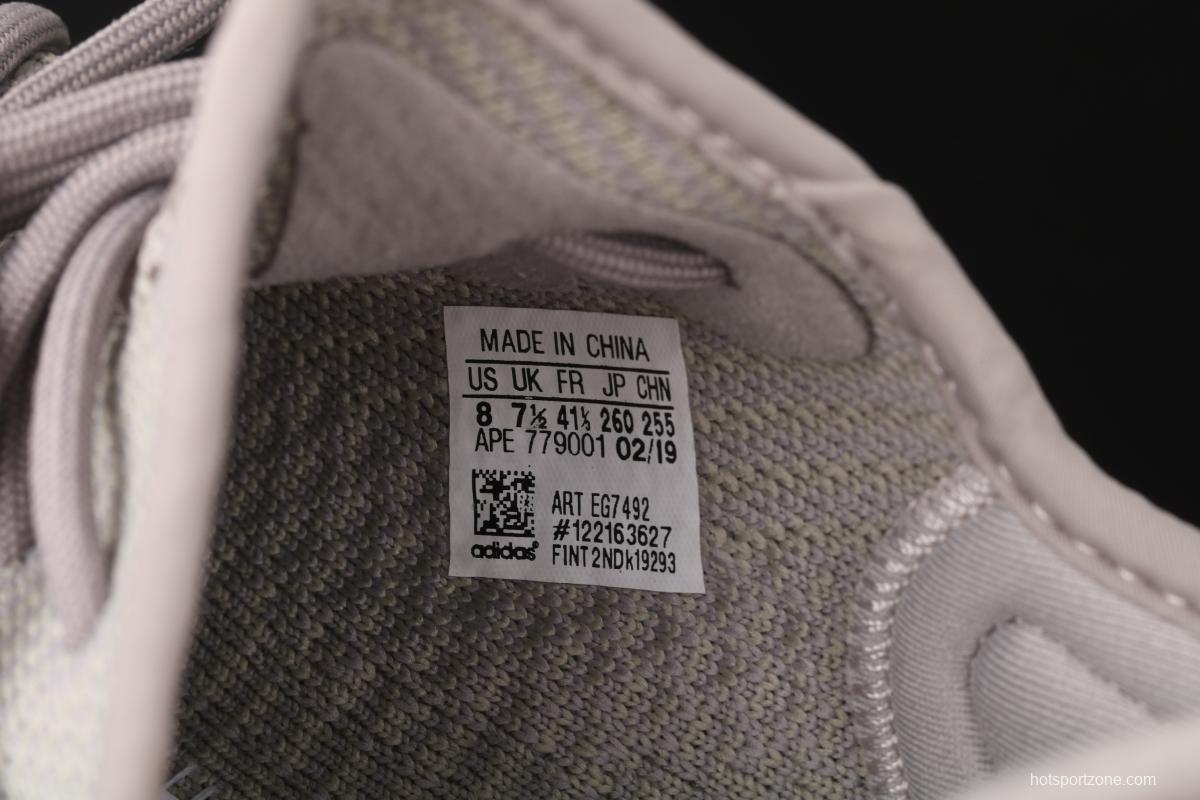 MADE IN CHINA
US UK FR JP CHN
8 7½ 41⅓ 260 255
APE 779001 02/19
ART EG7492
#122163627
adidas®
FINT2NDk19293
hotsportzone.com